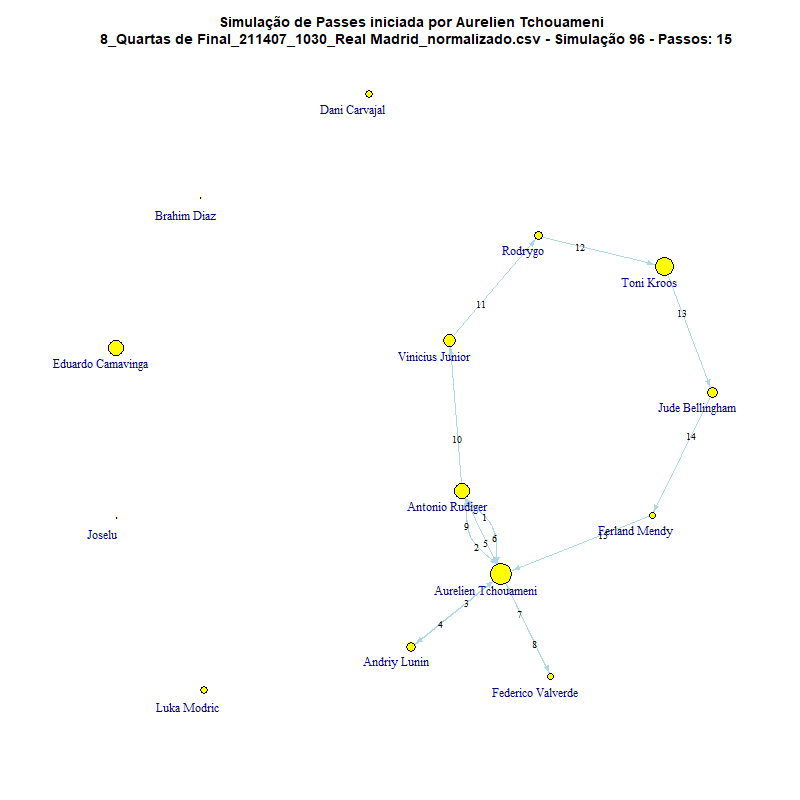 Simulação de Passes iniciada por Aurelien Tchouameni
8_Quartas de Final_211407_1030_Real Madrid_normalizado.csv - Simulação 96 - Passos: 15
Dani Carvajal
Brahim Diaz
Rodrygo
12
Toni Kroos
11
13
Vinicius Junior
Eduardo Camavinga
Jude Bellingham
10
14
Antonio Rudiger
1
9
Joselu
Ferland Mendy
15
6
5
2
Aurelien Tchouameni
3
7
4
8
Andriy Lunin
Federico Valverde
Luka Modric